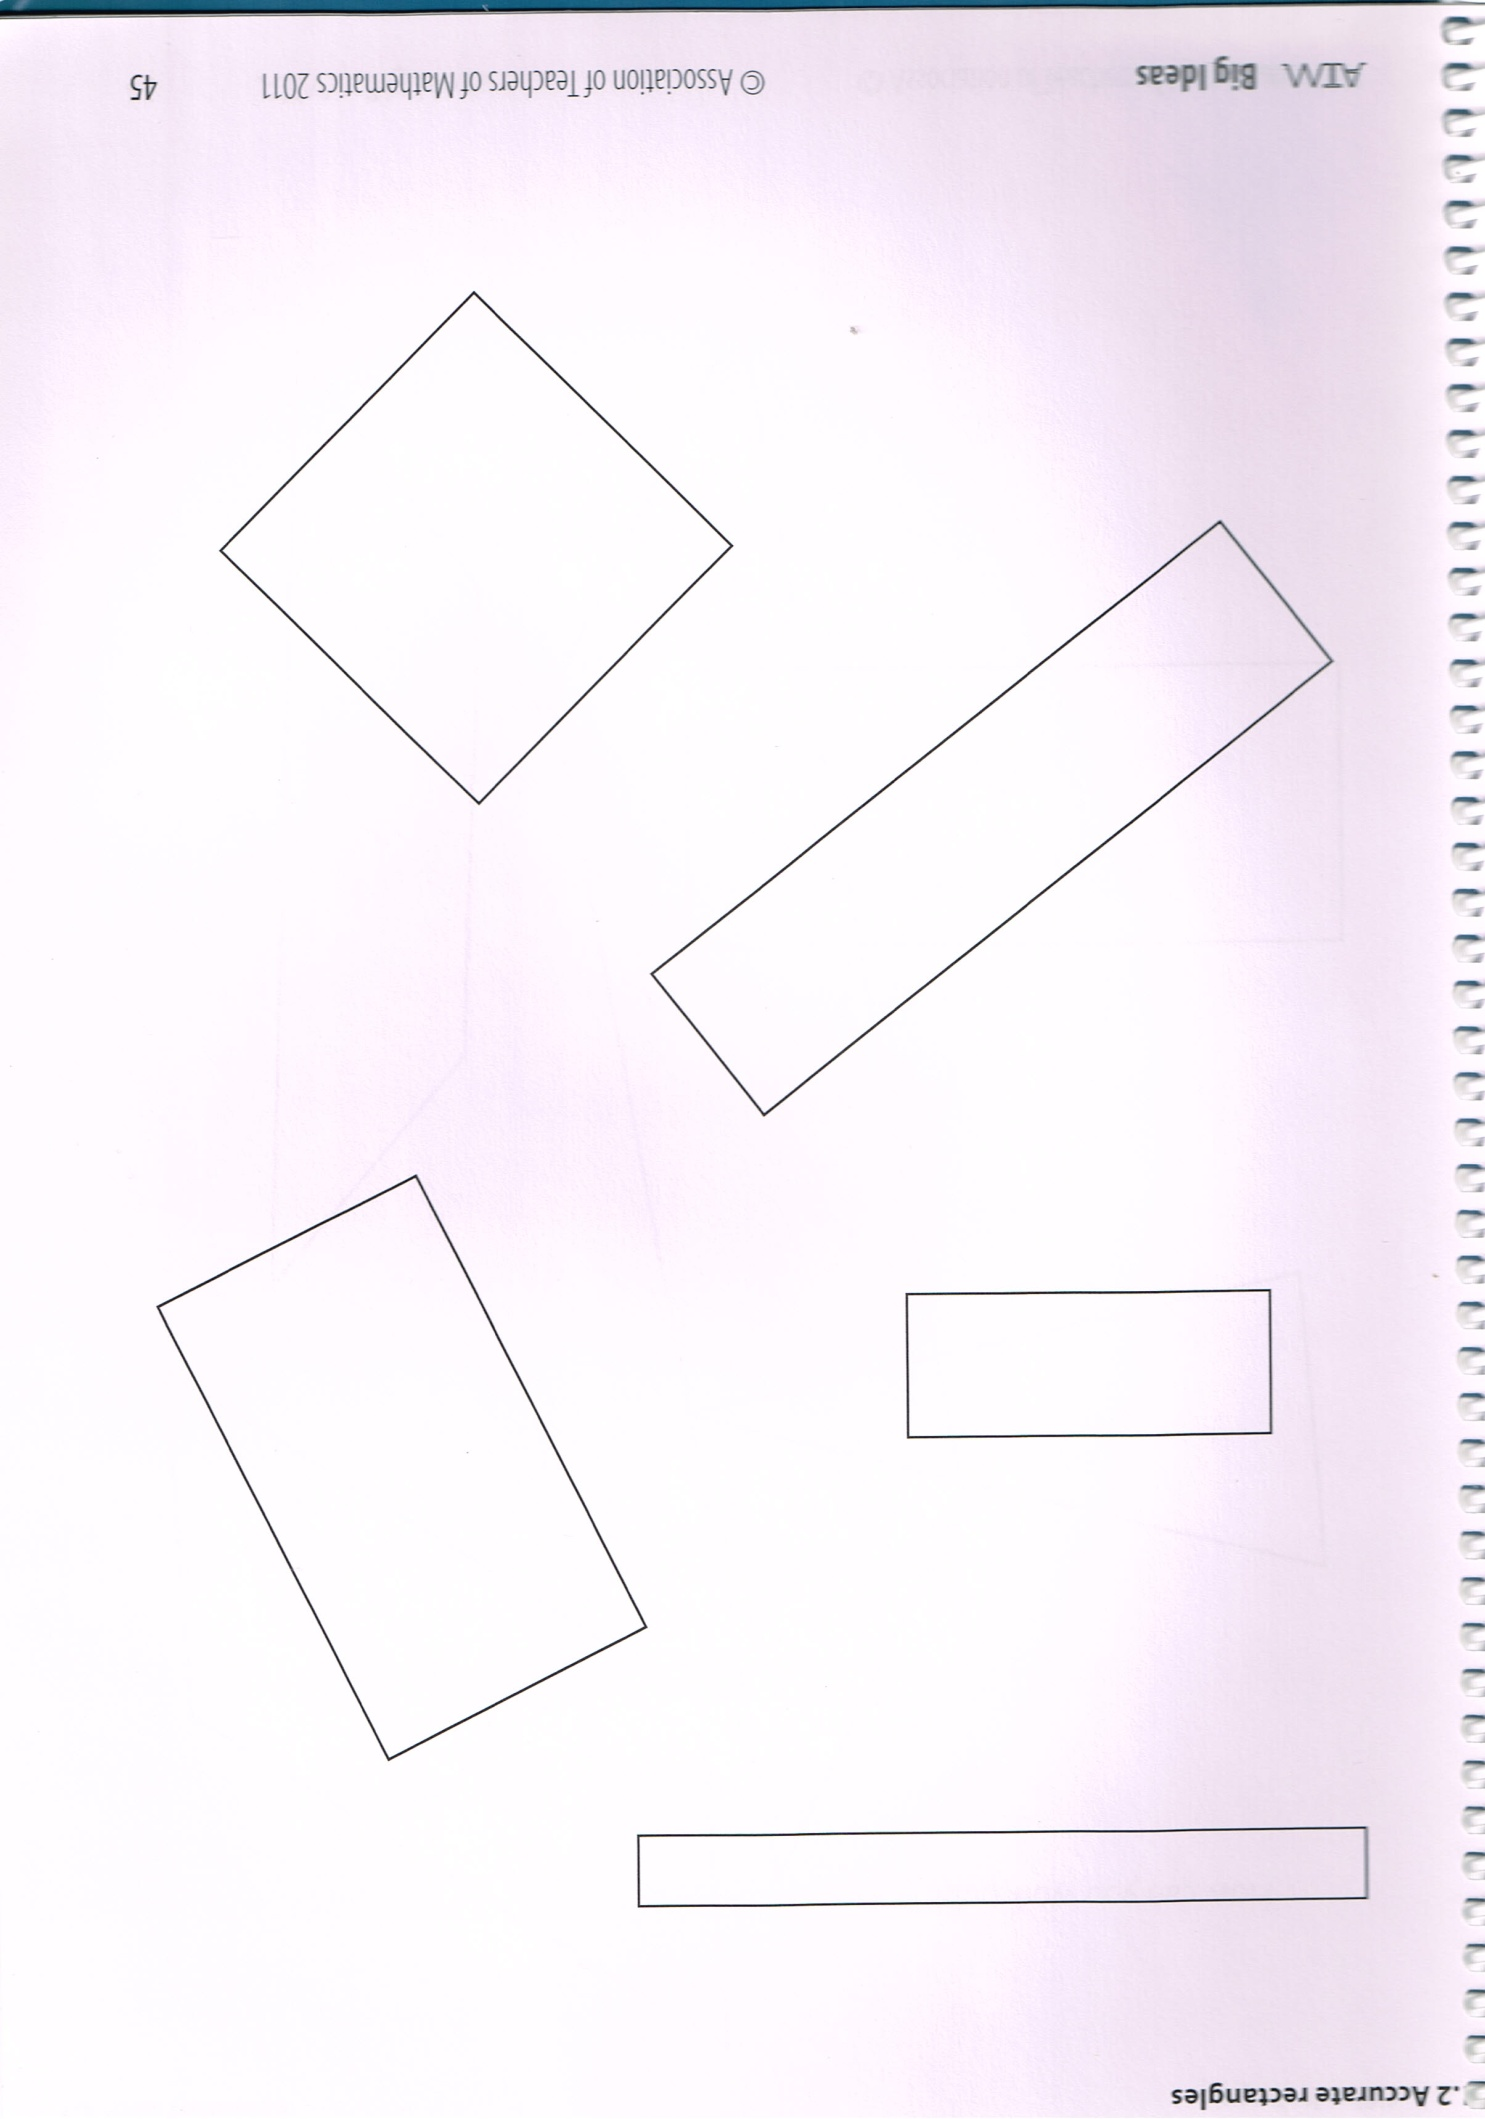 .2 Accurate rectangles
ATM Big Ideas © Association of Teachers of Mathematics 2011 45